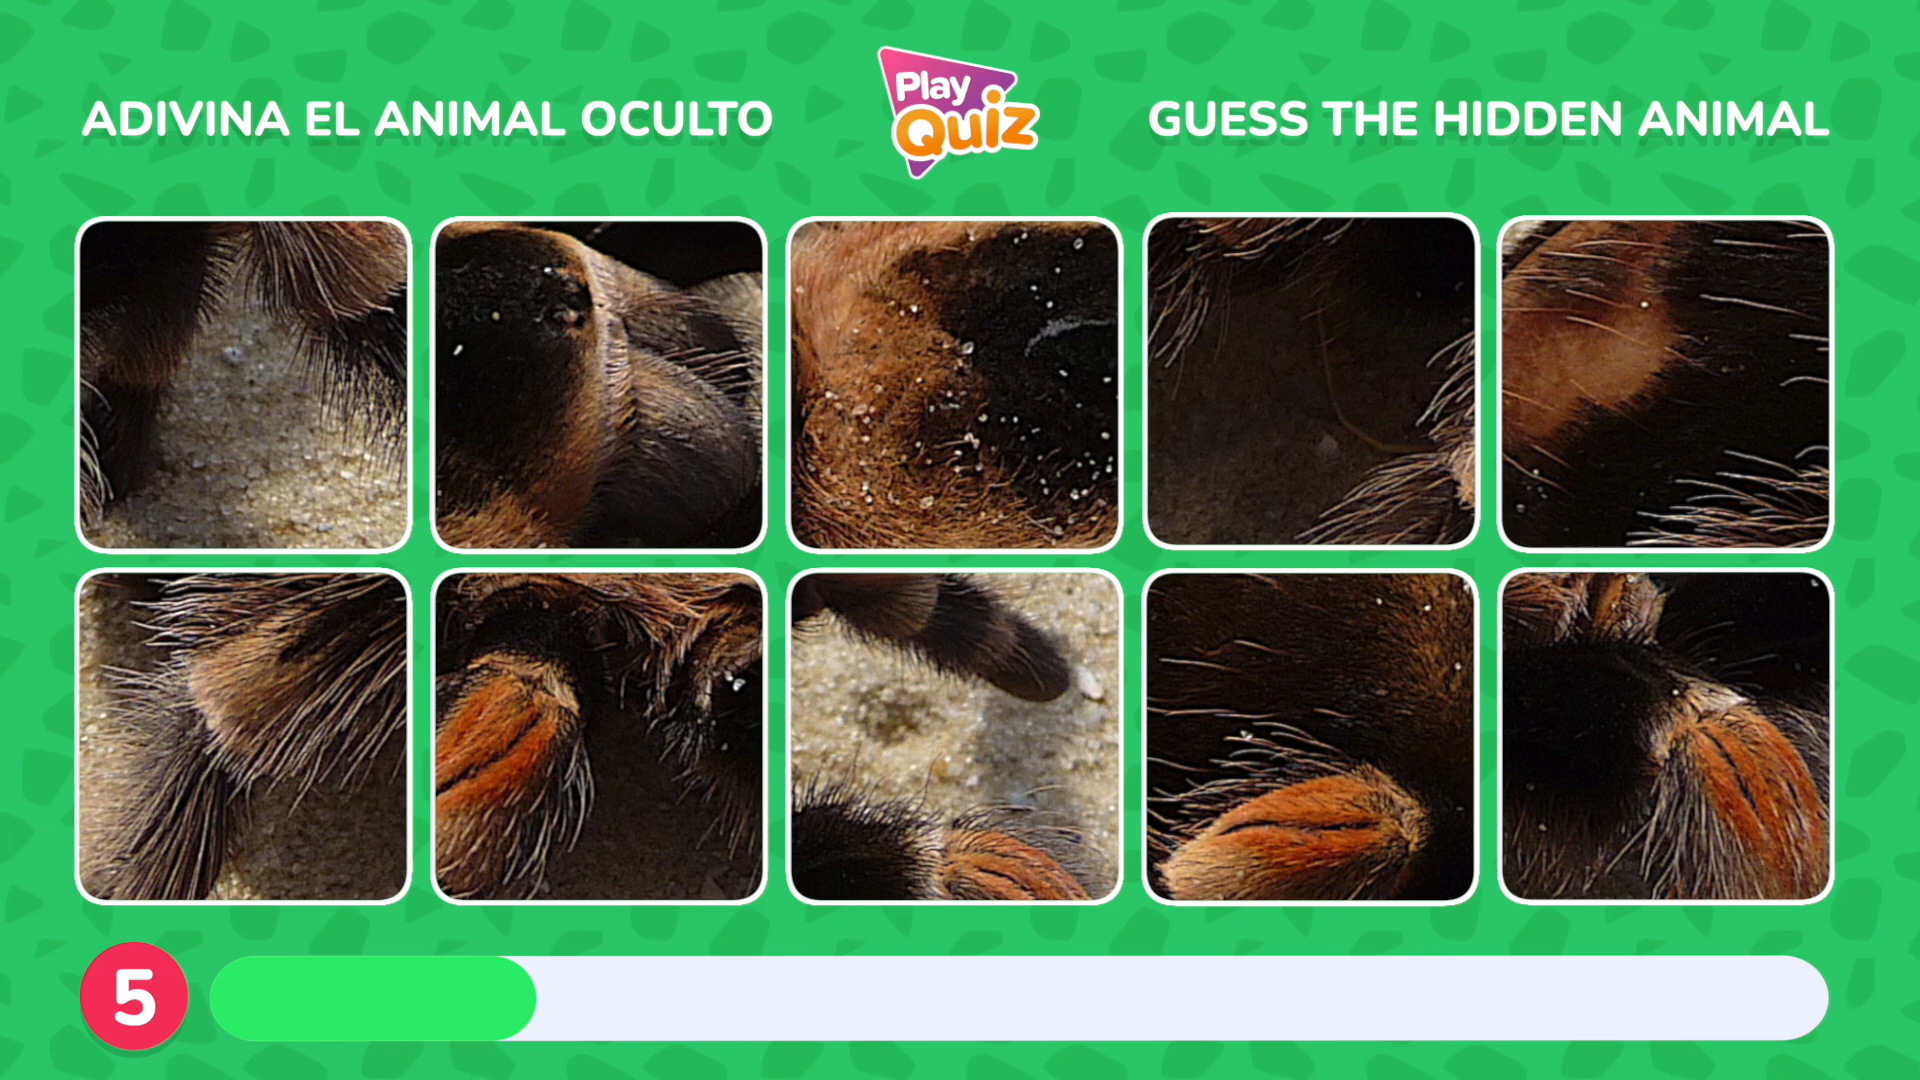 ADIVINA EL ANIMAL OCULTO
Play
Quiz
GUESS THE HIDDEN ANIMAL
5